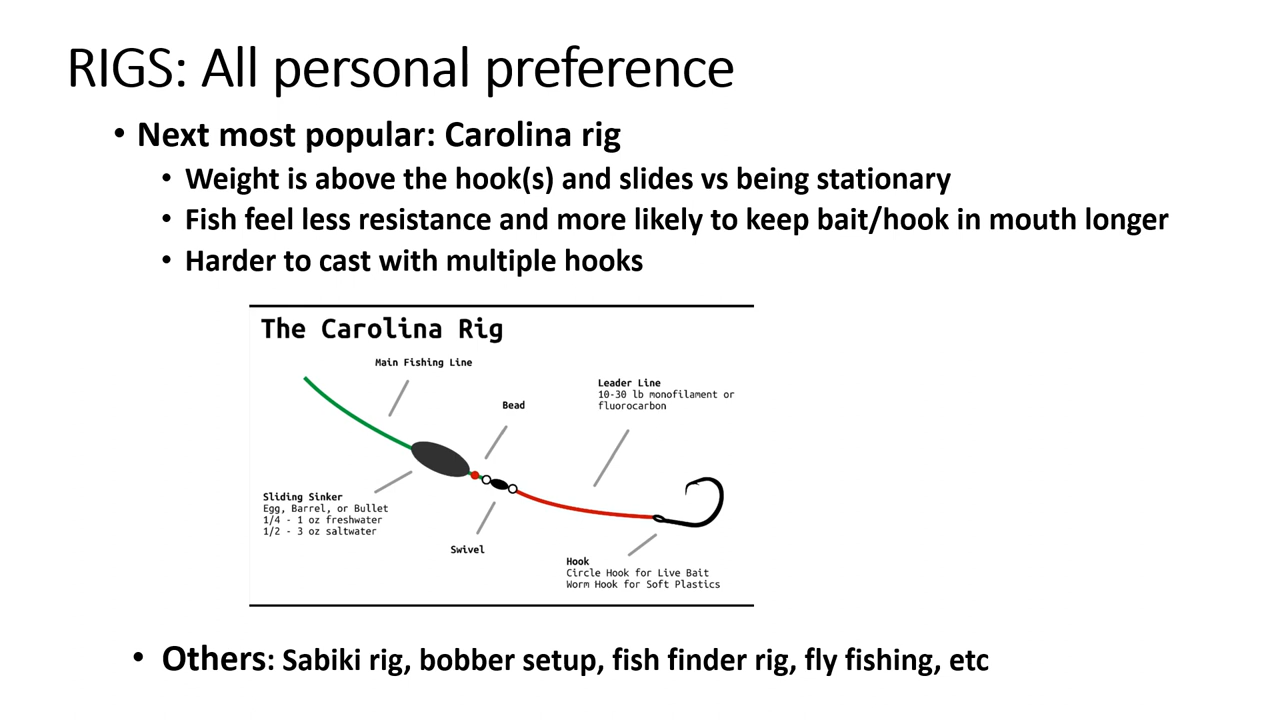 RIGS: All personal preference
• Next most popular: Carolina rig
• Weight is above the hook(s) and slides vs being stationary
• Fish feel less resistance and more likely to keep bait/hook in mouth longer
• Harder to cast with multiple hooks
The Carolina Rig
Main Fishing Line
Leader Line
10-30 lb monofilament or
fluorocarbon
Bead
Sliding Sinker
Egg, Barrel, or Bullet
1/4 - 1 oz freshwater
1/2 - 3 oz saltwater
Swivel
Hook
Circle Hook for Live Bait
Worm Hook for Soft Plastics
• Others: Sabiki rig, bobber setup, fish finder rig, fly fishing, etc